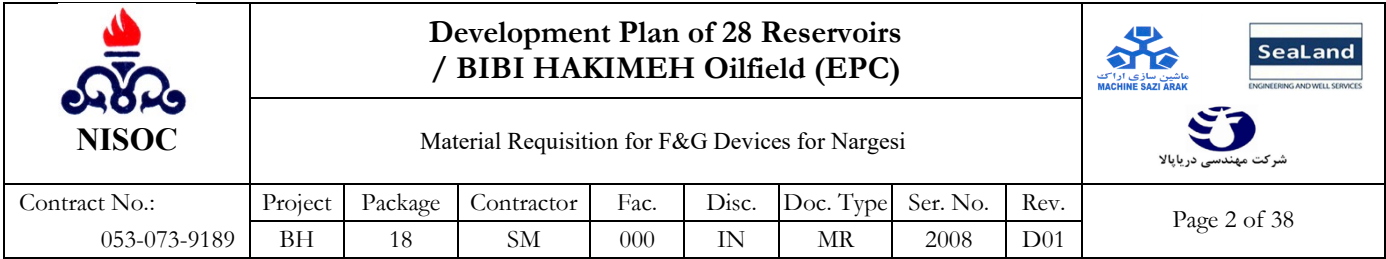 NISOC
Development Plan of 28 Reservoirs
/ BIBI HAKIMEH Oilfield (EPC)
Material Requisition for F&G Devices for Nargesi
ماشین سازی اراک
MACHINE SAZI ARAK
SeaLand
ENGINEERING AND WELL SERVICES
شرکت مهندسی دریاپالا
Contract No.:
053-073-9189
Project Package Contractor Fac. Disc. Doc. Type Ser. No. Rev.
BH 18 SM 000 IN MR 2008 D01
Page 2 of 38